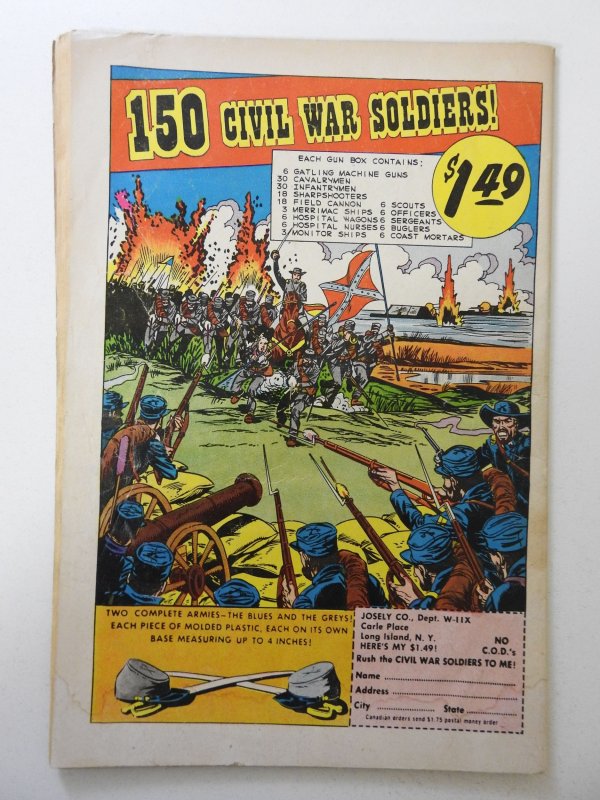 150 CIVIL WAR SOLDIERS!
$1.49
EACH GUN BOX CONTAINS:
6 GATLING MACHINE GUNS
30 CAVALRYMEN
30 INFANTRYMEN
18 SHARPSHOOTERS
18 FIELD CANNON 6 SCOUTS
3 MERRIMAC SHIPS 6 OFFICERS
6 HOSPITAL WAGONS 6 SERGEANTS
6 HOSPITAL NURSES 6 BUGLERS
3 MONITOR SHIPS 6 COAST MORTARS
TWO COMPLETE ARMIES—THE BLUES AND THE GREYS!
EACH PIECE OF MOLDED PLASTIC, EACH ON ITS OWN
BASE MEASURING UP TO 4 INCHES!
JOSELY CO., Dept. W-11X
Carle Place
Long Island, N. Y.
HERE'S MY $1.49!
NO
C.O.D.'s
Rush the CIVIL WAR SOLDIERS TO ME!
Name
Address
City State
Canadian orders send $1.75 postal money order